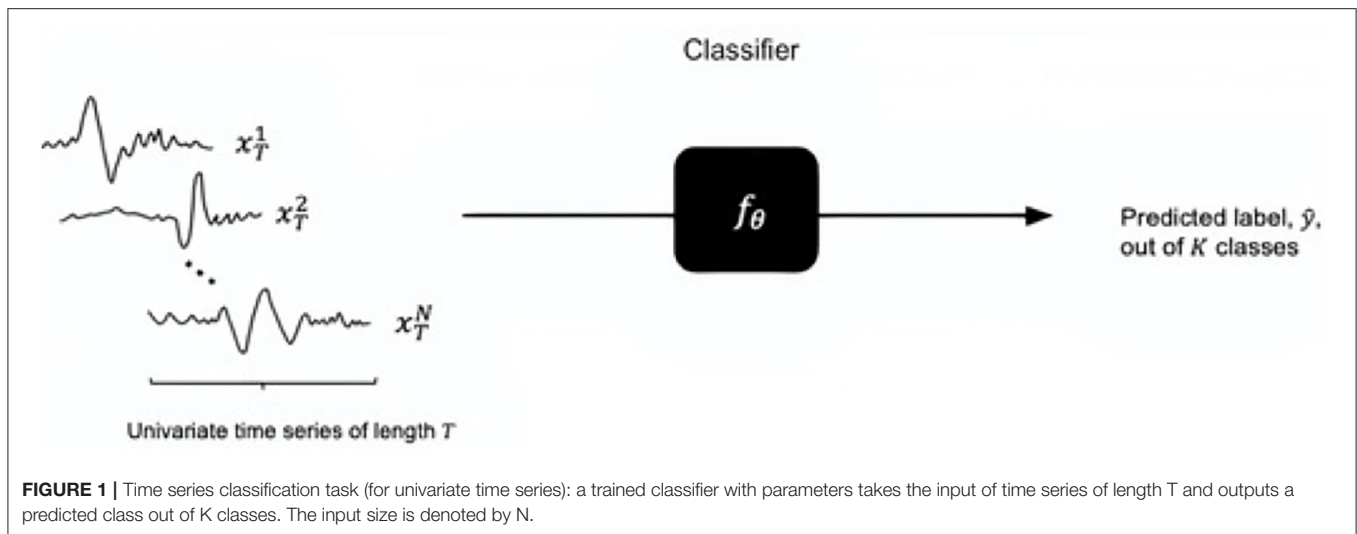 Classifier
x_T^1
x_T^2
x_T^N
f_θ
Predicted label, ŷ,
out of K classes
Univariate time series of length T
FIGURE 1 | Time series classification task (for univariate time series): a trained classifier with parameters takes the input of time series of length T and outputs a
predicted class out of K classes. The input size is denoted by N.